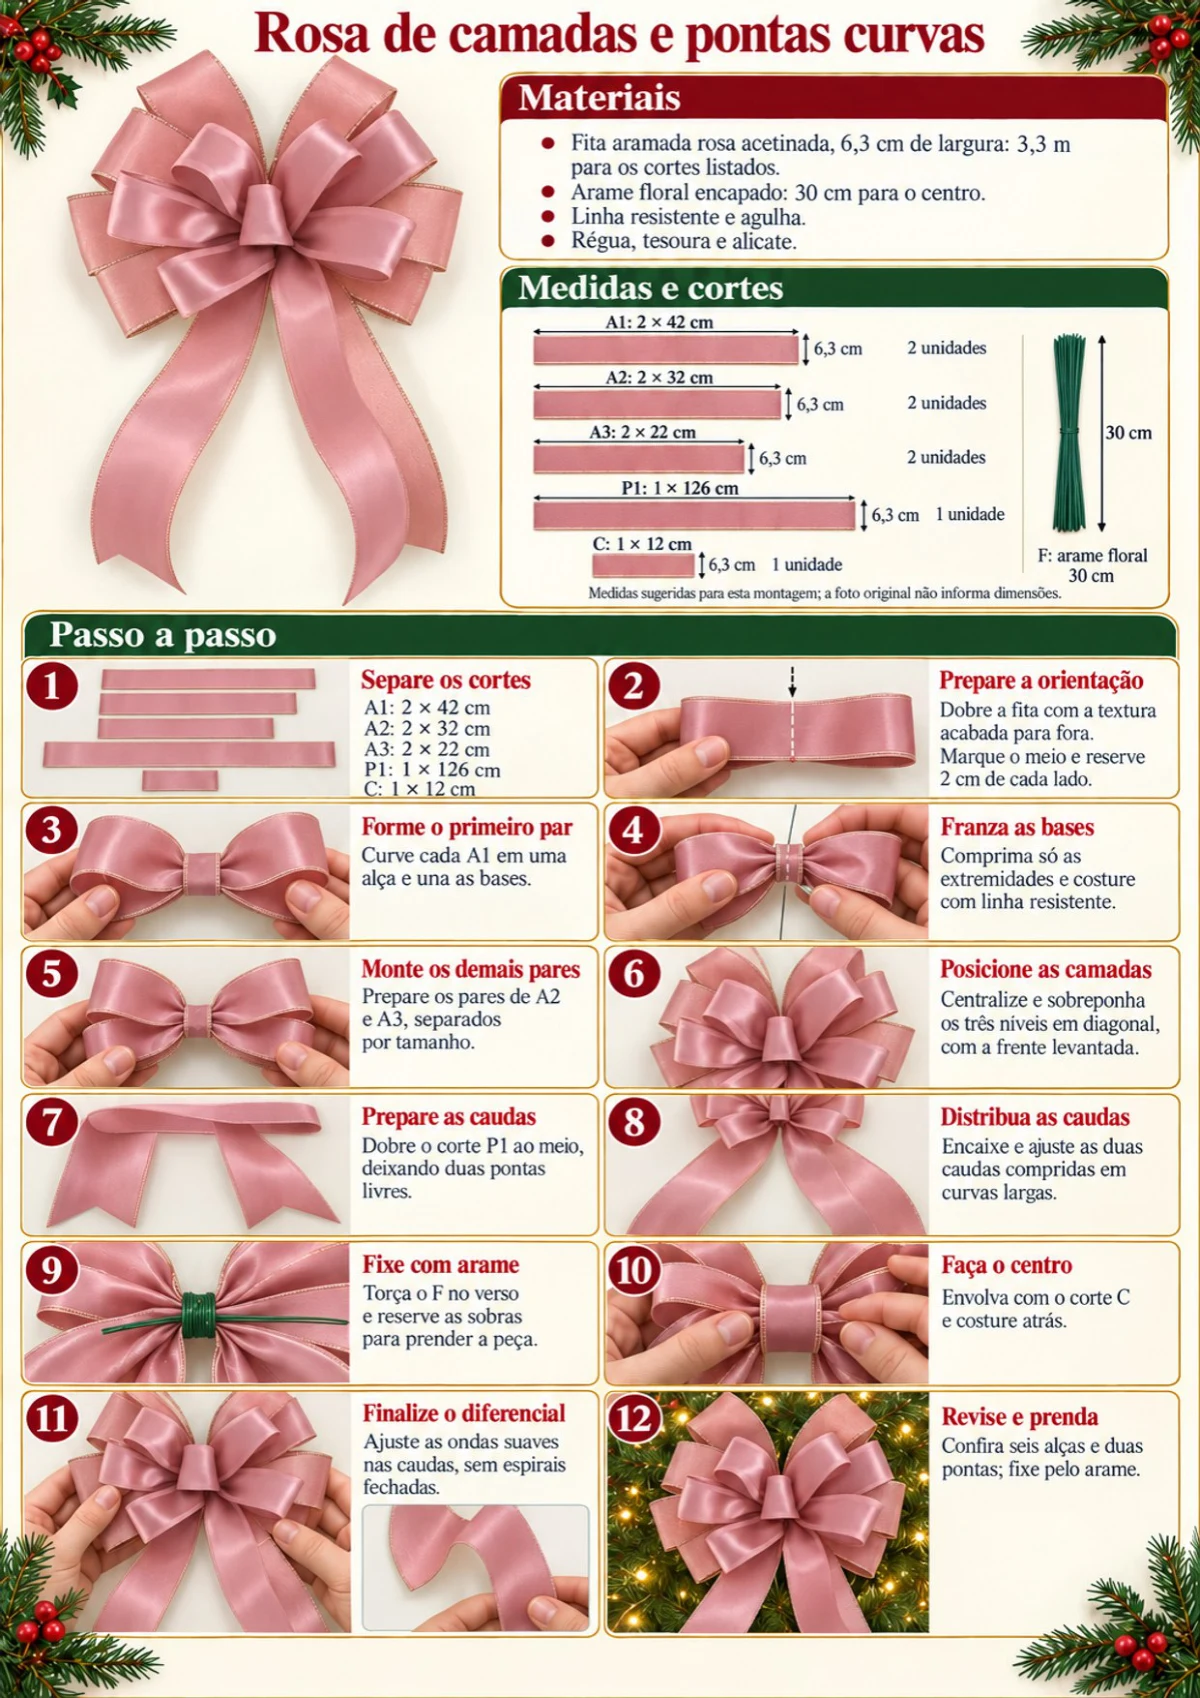 Rosa de camadas e pontas curvas
Materiais
● Fita aramada rosa acetinada, 6,3 cm de largura: 3,3 m
para os cortes listados.
● Arame floral encapado: 30 cm para o centro.
● Linha resistente e agulha.
● Régua, tesoura e alicate.
Medidas e cortes
A1: 2 × 42 cm
6,3 cm 2 unidades
A2: 2 × 32 cm
6,3 cm 2 unidades
A3: 2 × 22 cm
6,3 cm 2 unidades
P1: 1 × 126 cm
6,3 cm 1 unidade
C: 1 × 12 cm
6,3 cm 1 unidade
30 cm
F: arame floral
30 cm
Medidas sugeridas para esta montagem; a foto original não informa dimensões.
Passo a passo
1
Separe os cortes
A1: 2 × 42 cm
A2: 2 × 32 cm
A3: 2 × 22 cm
P1: 1 × 126 cm
C: 1 × 12 cm
2
Prepare a orientação
Dobre a fita com a textura
acabada para fora.
Marque o meio e reserve
2 cm de cada lado.
3
Forme o primeiro par
Curve cada A1 em uma
alça e una as bases.
4
Franza as bases
Comprima só as
extremidades e costure
com linha resistente.
5
Monte os demais pares
Prepare os pares de A2
e A3, separados
por tamanho.
6
Posicione as camadas
Centralize e sobreponha
os três níveis em diagonal,
com a frente levantada.
7
Prepare as caudas
Dobre o corte P1 ao meio,
deixando duas pontas
livres.
8
Distribua as caudas
Encaixe e ajuste as duas
caudas compridas em
curvas largas.
9
Fixe com arame
Torça o F no verso
e reserve as sobras
para prender a peça.
10
Faça o centro
Envolva com o corte C
e costure atrás.
11
Finalize o diferencial
Ajuste as ondas suaves
nas caudas, sem espirais
fechadas.
12
Revise e prenda
Confira seis alças e duas
pontas; fixe pelo arame.